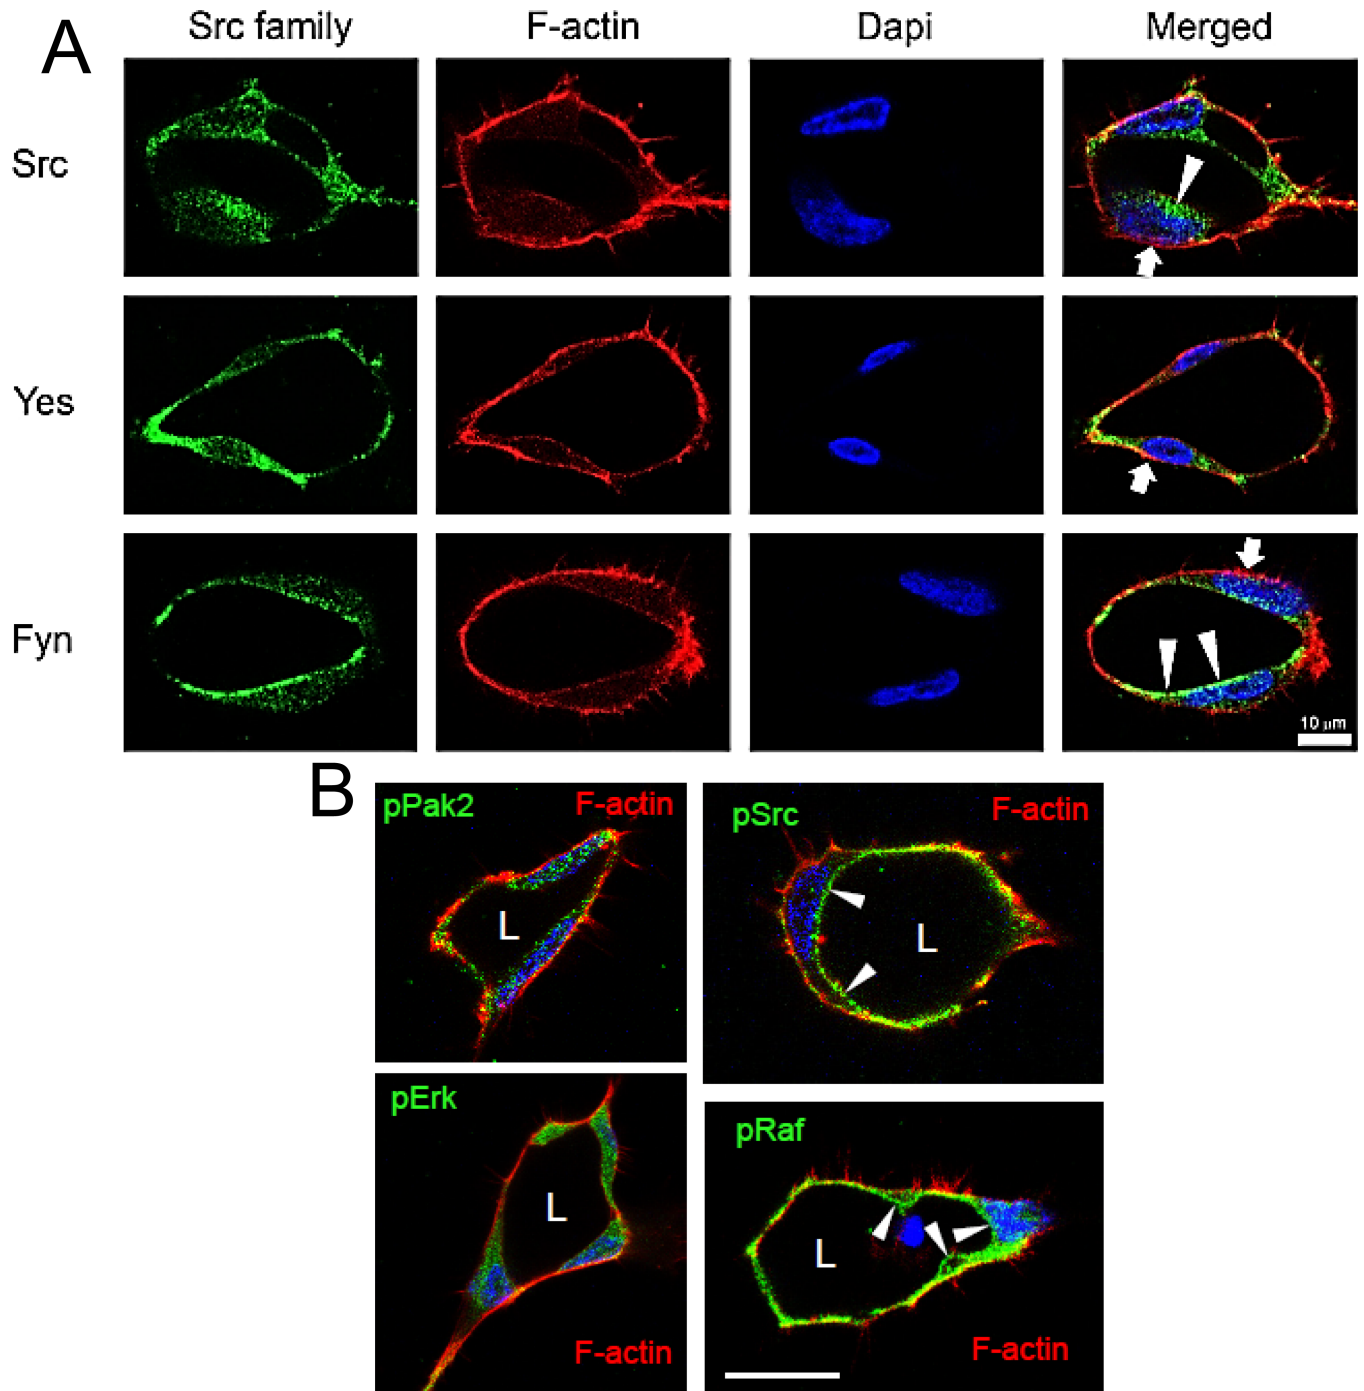 A
Src family F-actin Dapi Merged
Src
Yes
Fyn
10 μm
B
pPak2 F-actin
L
pSrc F-actin
L
pErk
L
F-actin
pRaf
L
F-actin